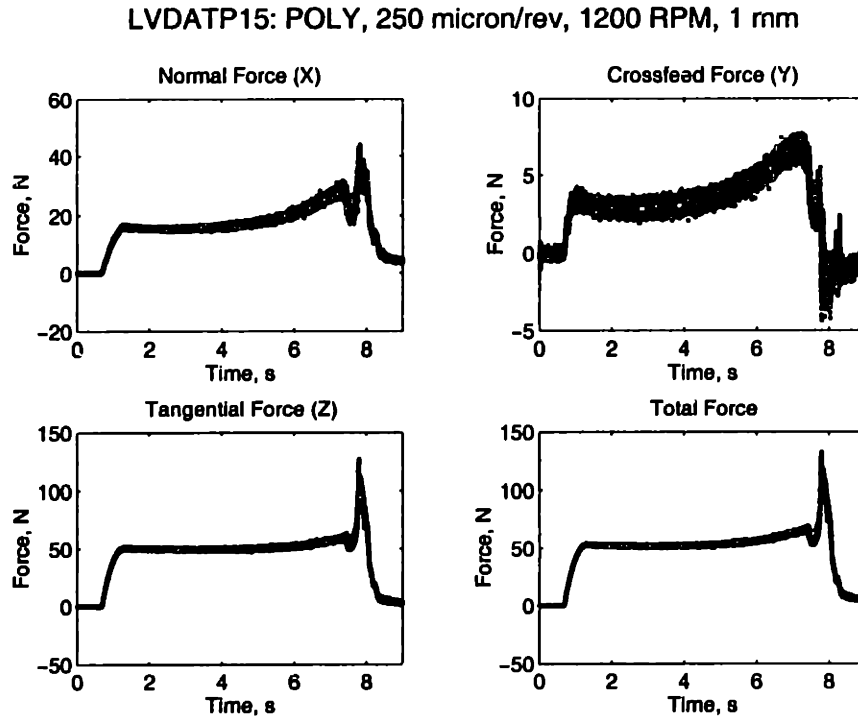 LVDATP15: POLY, 250 micron/rev, 1200 RPM, 1 mm
Normal Force (X)
60
40
20
0
-20
Force, N
0 2 4 6 8
Time, s
Crossfeed Force (Y)
10
5
0
-5
Force, N
0 2 4 6 8
Time, s
Tangential Force (Z)
150
100
50
0
-50
Force, N
0 2 4 6 8
Time, s
Total Force
150
100
50
0
-50
Force, N
0 2 4 6 8
Time, s